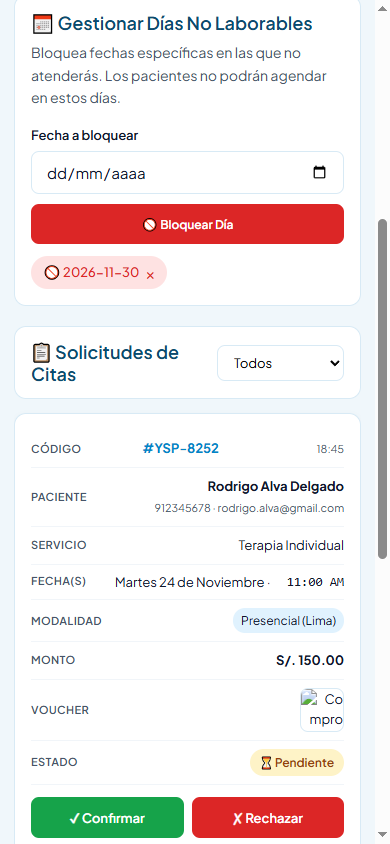 Gestionar Días No Laborables
Bloquea fechas específicas en las que no
atenderás. Los pacientes no podrán agendar
en estos días.
Fecha a bloquear
dd/mm/aaaa
🚫 Bloquear Día
🚫 2026-11-30 ×
📋 Solicitudes de
Citas
Todos
CÓDIGO #YSP-8252 18:45
PACIENTE Rodrigo Alva Delgado
912345678 · rodrigo.alva@gmail.com
SERVICIO Terapia Individual
FECHA(S) Martes 24 de Noviembre · 11:00 AM
MODALIDAD Presencial (Lima)
MONTO S/. 150.00
VOUCHER Co
mpro
ESTADO ⏳ Pendiente
✓ Confirmar ✗ Rechazar